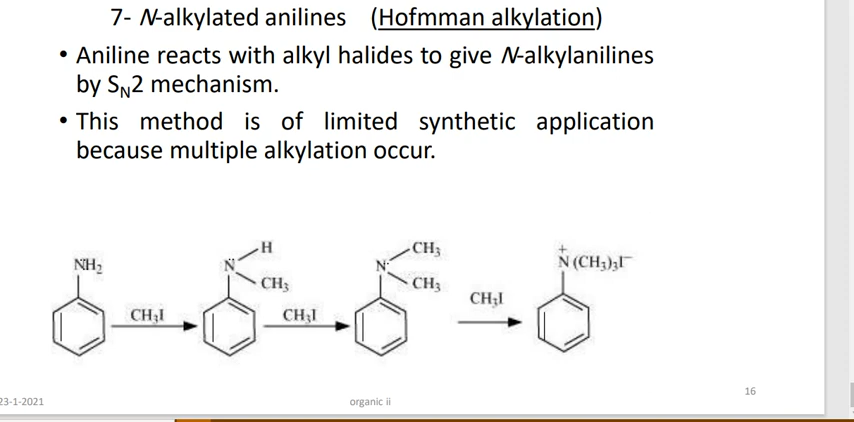 7- N-alkylated anilines (Hofmman alkylation)
• Aniline reacts with alkyl halides to give N-alkylanilines
by SN2 mechanism.
• This method is of limited synthetic application
because multiple alkylation occur.
NH₂
CH₃I
N
H
CH₃
CH₃I
N
CH₃
CH₃
CH₃I
+
N(CH₃)₃I⁻
23-1-2021
organic ii
16